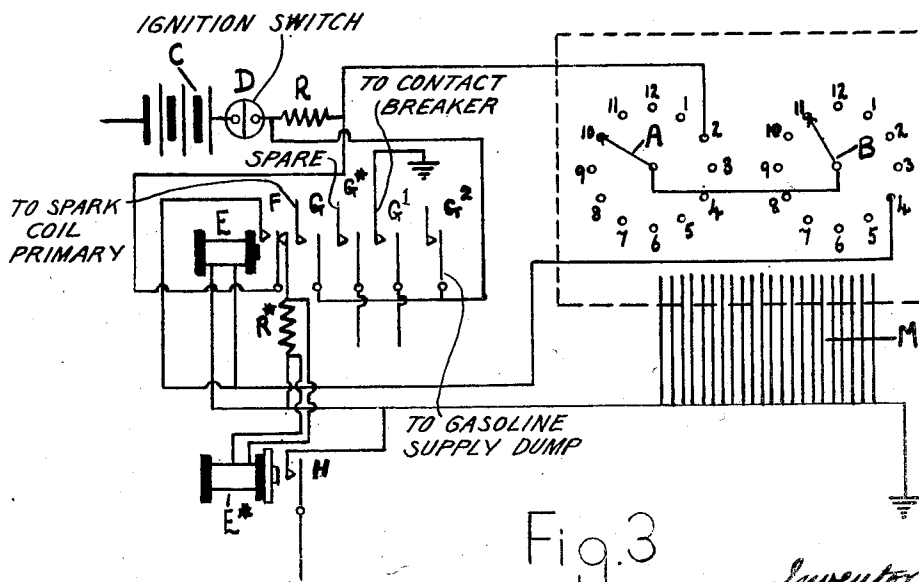 IGNITION SWITCH
C
D
R
TO CONTACT
BREAKER
SPARE
TO SPARK
COIL
PRIMARY
E
F
G
G*
G1
G2
R*
E*
H
TO GASOLINE
SUPPLY DUMP
12
1
2
3
4
5
6
7
8
9
10
11
A
12
1
2
3
4
5
6
7
8
9
10
11
B
M
Fig.3
Inventor